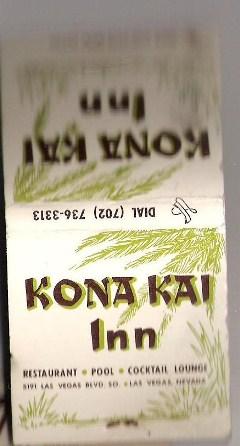 KONA KAI
Inn
DIAL (702) 736-3313
KONA KAI
Inn
RESTAURANT • POOL • COCKTAIL LOUNGE
5191 LAS VEGAS BLVD. SO. • LAS VEGAS, NEVADA